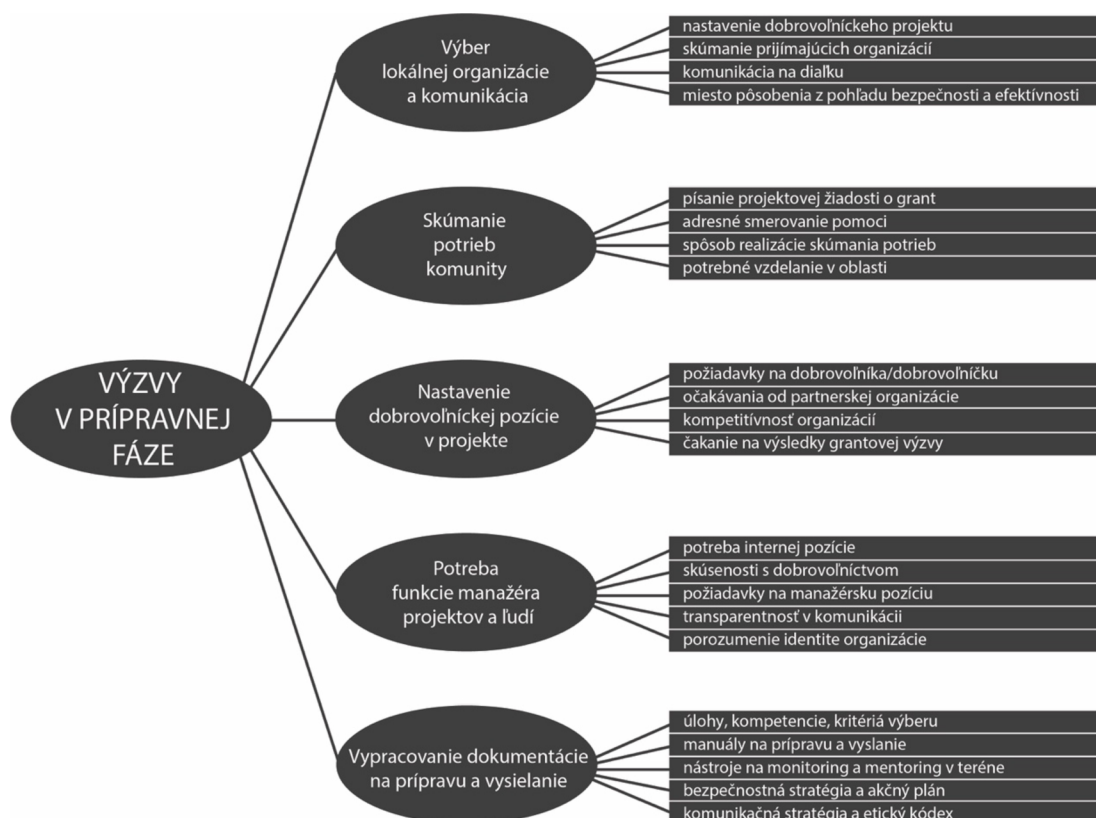 VÝZVY
V PRÍPRAVNEJ
FÁZE
Výber
lokálnej organizácie
a komunikácia
nastavenie dobrovoľníckeho projektu
skúmanie prijímajúcich organizácií
komunikácia na diaľku
miesto pôsobenia z pohľadu bezpečnosti a efektívnosti
Skúmanie
potrieb
komunity
písanie projektovej žiadosti o grant
adresné smerovanie pomoci
spôsob realizácie skúmania potrieb
potrebné vzdelanie v oblasti
Nastavenie
dobrovoľníckej pozície
v projekte
požiadavky na dobrovoľníka/dobrovoľníčku
očakávania od partnerskej organizácie
kompetitívnosť organizácií
čakanie na výsledky grantovej výzvy
Potreba
funkcie manažéra
projektov a ľudí
potreba internej pozície
skúsenosti s dobrovoľníctvom
požiadavky na manažérsku pozíciu
transparentnosť v komunikácii
porozumenie identite organizácie
Vypracovanie dokumentácie
na prípravu a vysielanie
úlohy, kompetencie, kritériá výberu
manuály na prípravu a vyslanie
nástroje na monitoring a mentoring v teréne
bezpečnostná stratégia a akčný plán
komunikačná stratégia a etický kódex